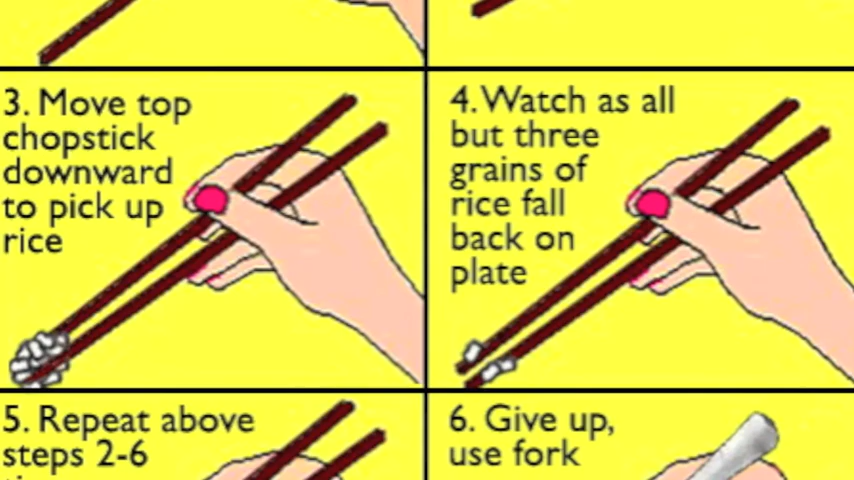 3. Move top
chopstick
downward
to pick up
rice
4. Watch as all
but three
grains of
rice fall
back on
plate
5. Repeat above
steps 2-6
6. Give up,
use fork